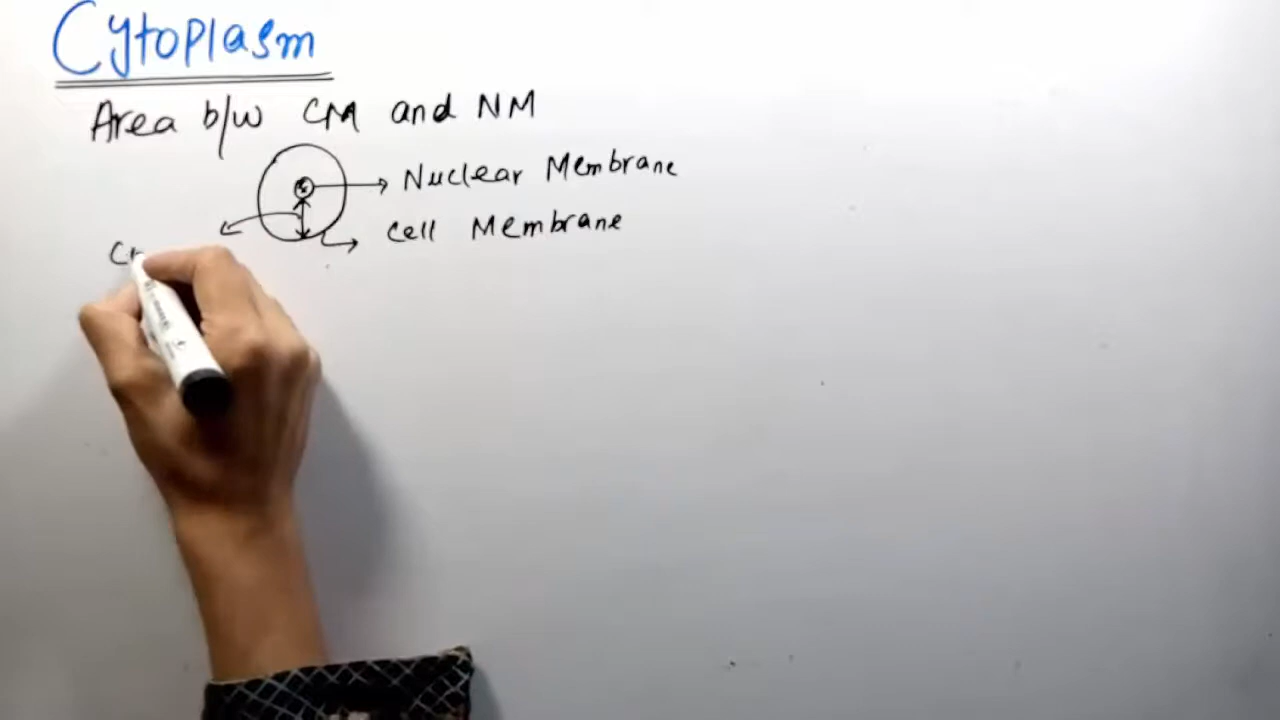 Cytoplasm
Area b/w CM and NM
Nuclear Membrane
Cell Membrane